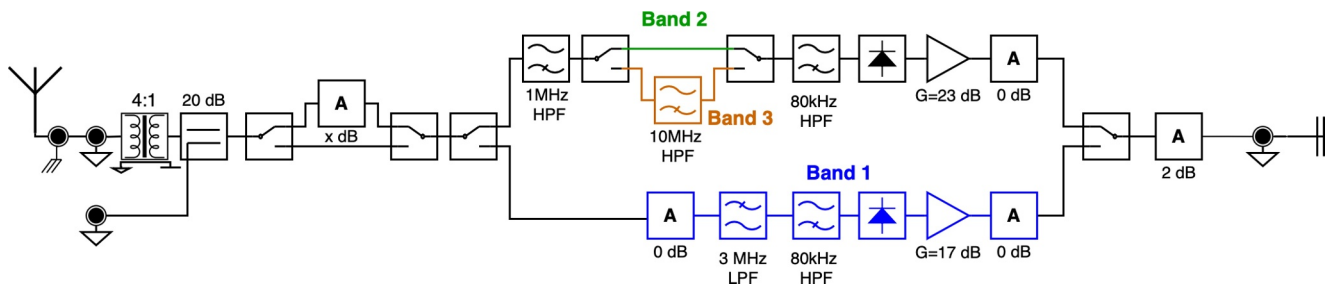 Band 2
4:1
20 dB
A
x dB
1MHz
HPF
10MHz
HPF
Band 3
80kHz
HPF
G=23 dB
A
0 dB
Band 1
A
0 dB
3 MHz
LPF
80kHz
HPF
G=17 dB
A
0 dB
A
2 dB